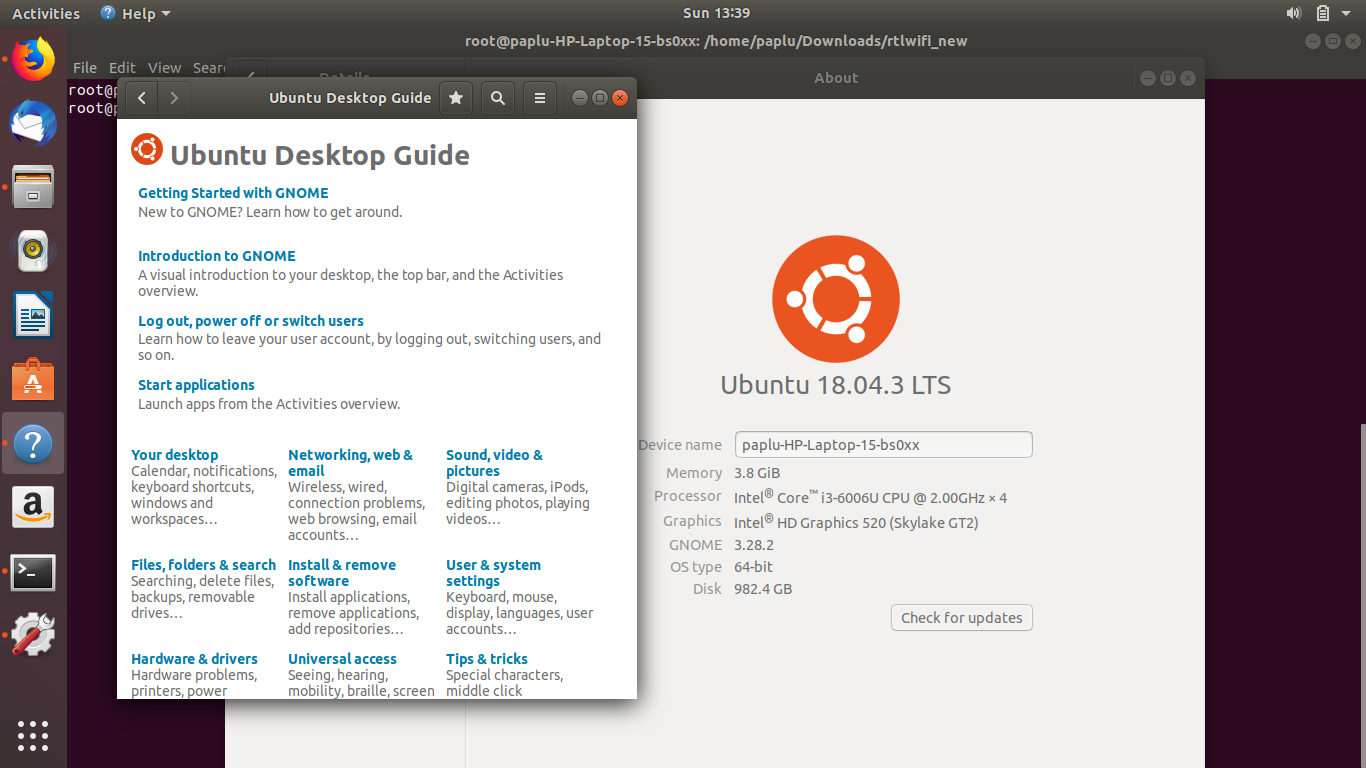 Activities
Help
Sun 13:39
root@paplu-HP-Laptop-15-bs0xx: /home/paplu/Downloads/rtlwifi_new
File Edit View Sear
Details
About
root@p
root@p
Ubuntu Desktop Guide
Ubuntu Desktop Guide
Getting Started with GNOME
New to GNOME? Learn how to get around.
Introduction to GNOME
A visual introduction to your desktop, the top bar, and the Activities
overview.
Log out, power off or switch users
Learn how to leave your user account, by logging out, switching users, and
so on.
Start applications
Launch apps from the Activities overview.
Your desktop
Calendar, notifications,
keyboard shortcuts,
windows and
workspaces…
Networking, web &
email
Wireless, wired,
connection problems,
web browsing, email
accounts…
Sound, video &
pictures
Digital cameras, iPods,
editing photos, playing
videos…
Files, folders & search
Searching, delete files,
backups, removable
drives…
Install & remove
software
Install applications,
remove applications,
add repositories…
User & system
settings
Keyboard, mouse,
display, languages, user
accounts…
Hardware & drivers
Hardware problems,
printers, power
Universal access
Seeing, hearing,
mobility, braille, screen
Tips & tricks
Special characters,
middle click
Ubuntu 18.04.3 LTS
Device name paplu-HP-Laptop-15-bs0xx
Memory 3.8 GiB
Processor Intel® Core™ i3-6006U CPU @ 2.00GHz × 4
Graphics Intel® HD Graphics 520 (Skylake GT2)
GNOME 3.28.2
OS type 64-bit
Disk 982.4 GB
Check for updates